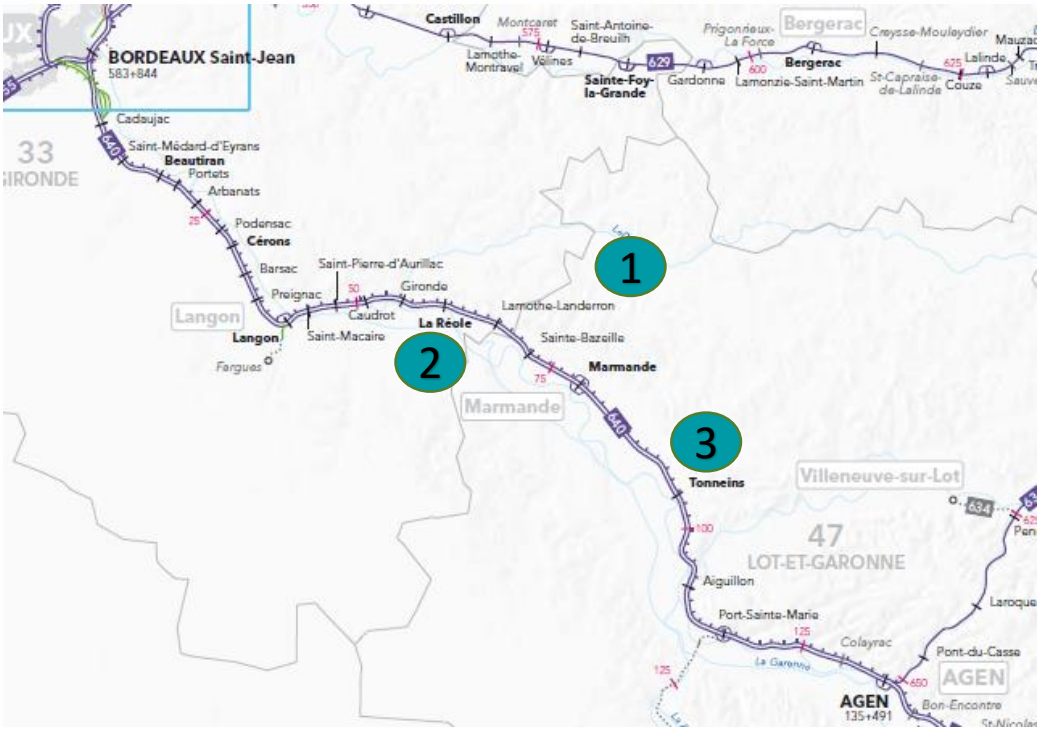 Castillon
Montcaret
575
Saint-Antoine-
de-Breuilh
Prigonrieux-
La Force
Bergerac
Creysse-Mouleydier
Mauzac
Lamothe-
Montravel
Vélines
629
Sainte-Foy-
la-Grande
Gardonne
600
Bergerac
Lamonzie-Saint-Martin
St-Capraise-
de-Lalinde
625
Lalinde
Couze
BORDEAUX Saint-Jean
583+844
Cadaujac
640
33
GIRONDE
Saint-Médard-d'Eyrans
Beautiran
Portets
Arbanats
25
Podensac
Cérons
Barsac
Preignac
Langon
Langon
Fargues
Saint-Macaire
Saint-Pierre-d'Aurillac
50
Caudrot
Gironde
La Réole
Lamothe-Landerron
1
2
Sainte-Bazeille
75
Marmande
Marmande
640
3
Tonneins
Villeneuve-sur-Lot
634
100
47
LOT-ET-GARONNE
Aiguillon
Port-Sainte-Marie
125
Colayrac
La Garonne
125
Laroque
Pont-du-Casse
AGEN
650
AGEN
135+491
Bon-Encontre
St-Nicolas